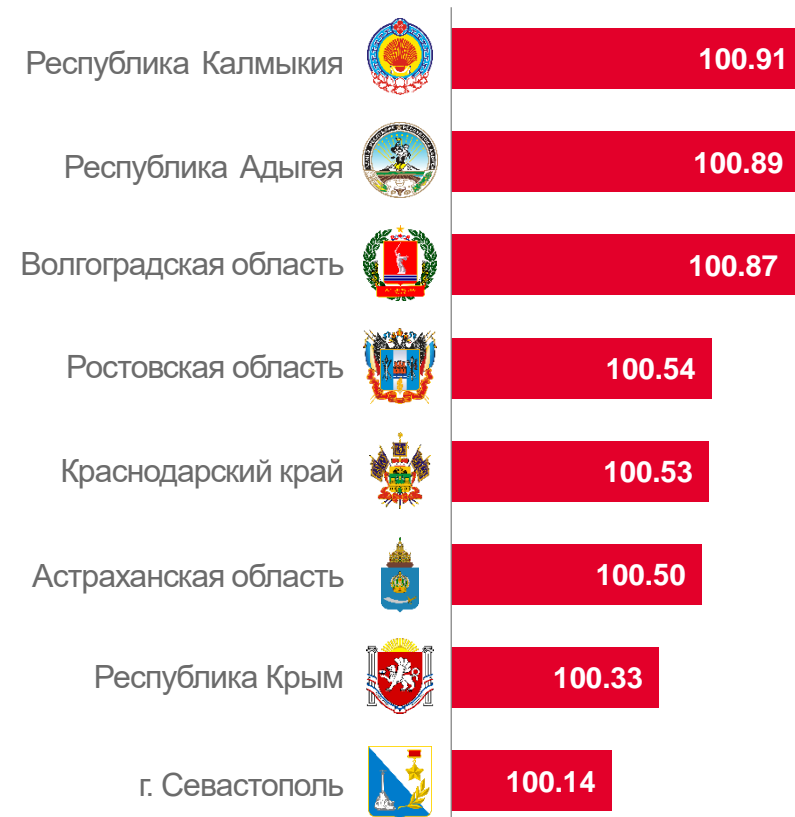 Республика Калмыкия 100.91
Республика Адыгея 100.89
Волгоградская область 100.87
Ростовская область 100.54
Краснодарский край 100.53
Астраханская область 100.50
Республика Крым 100.33
г. Севастополь 100.14